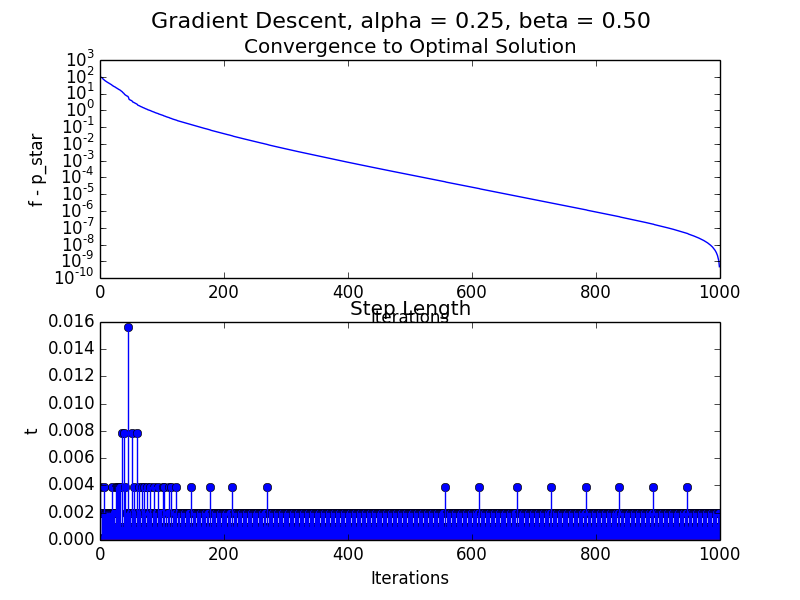 Gradient Descent, alpha = 0.25, beta = 0.50
Convergence to Optimal Solution
f - p_star
10^3
10^2
10^1
10^0
10^-1
10^-2
10^-3
10^-4
10^-5
10^-6
10^-7
10^-8
10^-9
10^-10
0 200 400 600 800 1000
Iterations
Step Length
t
0.016
0.014
0.012
0.010
0.008
0.006
0.004
0.002
0.000
0 200 400 600 800 1000
Iterations